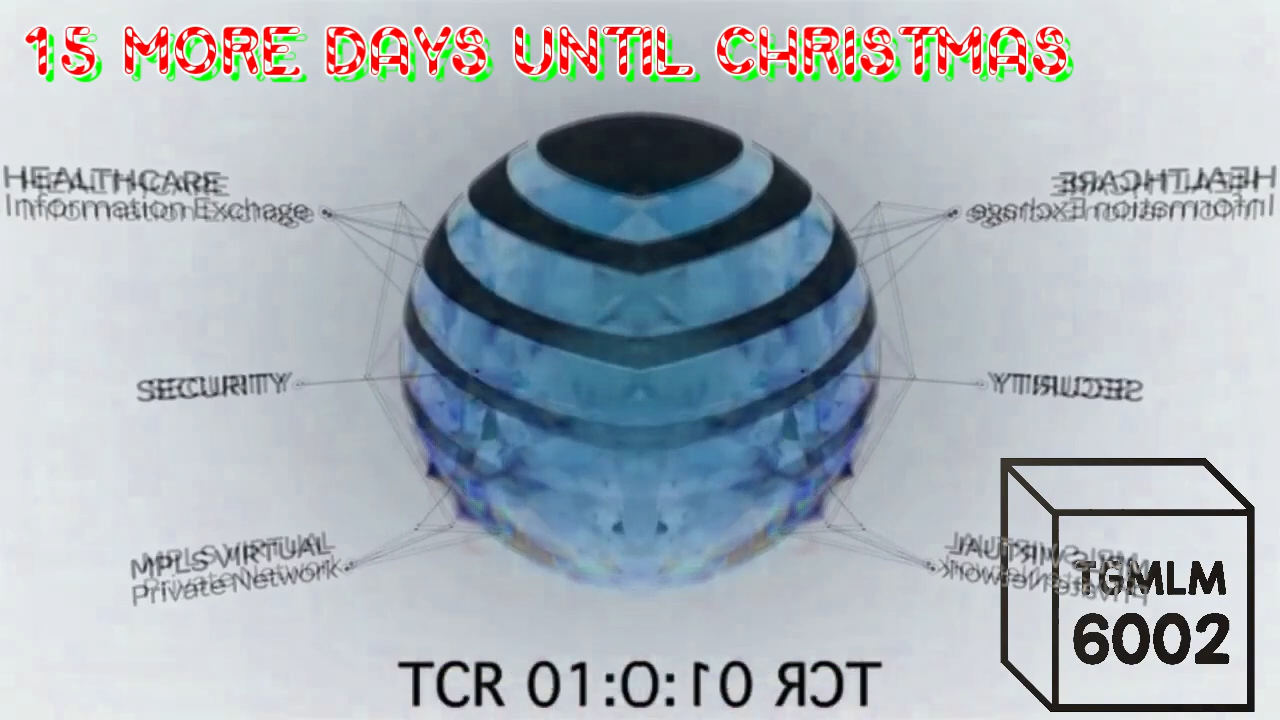 15 MORE DAYS UNTIL CHRISTMAS
HEALTHCARE
Information Exchage
HEALTHCARE
Information Exchage
SECURITY
SECURITY
MPLS VIRTUAL
Private Network
MPLS VIRTUAL
Private Network
TGMLM
6002
TCR 01:0:10 TCR